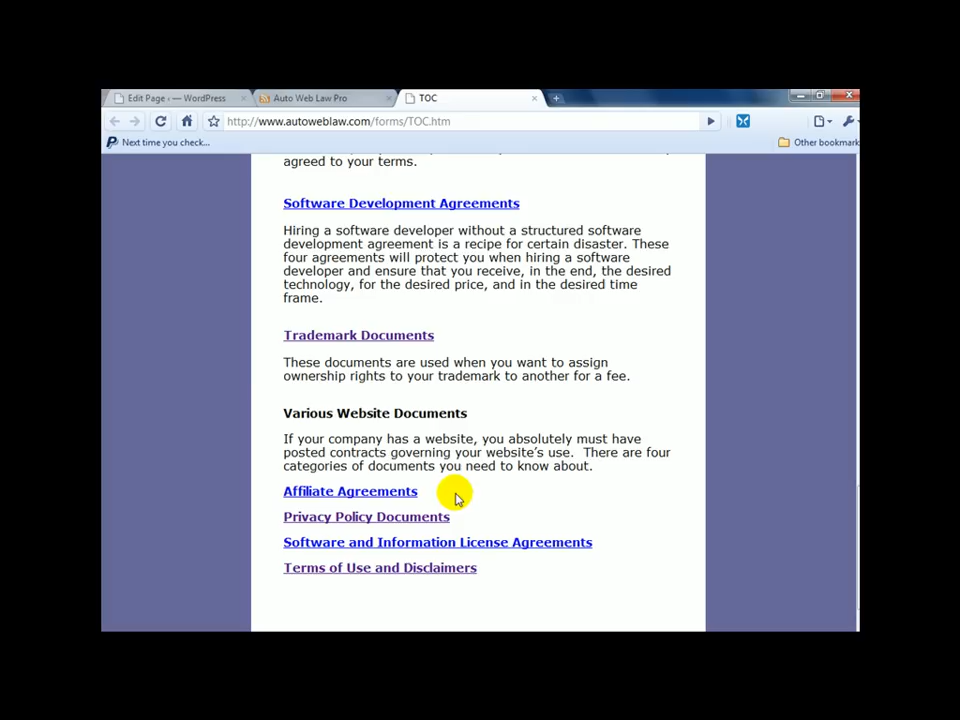 Edit Page ‹ — WordPress
Auto Web Law Pro
TOC
http://www.autoweblaw.com/forms/TOC.htm
Next time you check...
Other bookmark
agreed to your terms.
Software Development Agreements
Hiring a software developer without a structured software
development agreement is a recipe for certain disaster. These
four agreements will protect you when hiring a software
developer and ensure that you receive, in the end, the desired
technology, for the desired price, and in the desired time
frame.
Trademark Documents
These documents are used when you want to assign
ownership rights to your trademark to another for a fee.
Various Website Documents
If your company has a website, you absolutely must have
posted contracts governing your website's use.  There are four
categories of documents you need to know about.
Affiliate Agreements
Privacy Policy Documents
Software and Information License Agreements
Terms of Use and Disclaimers